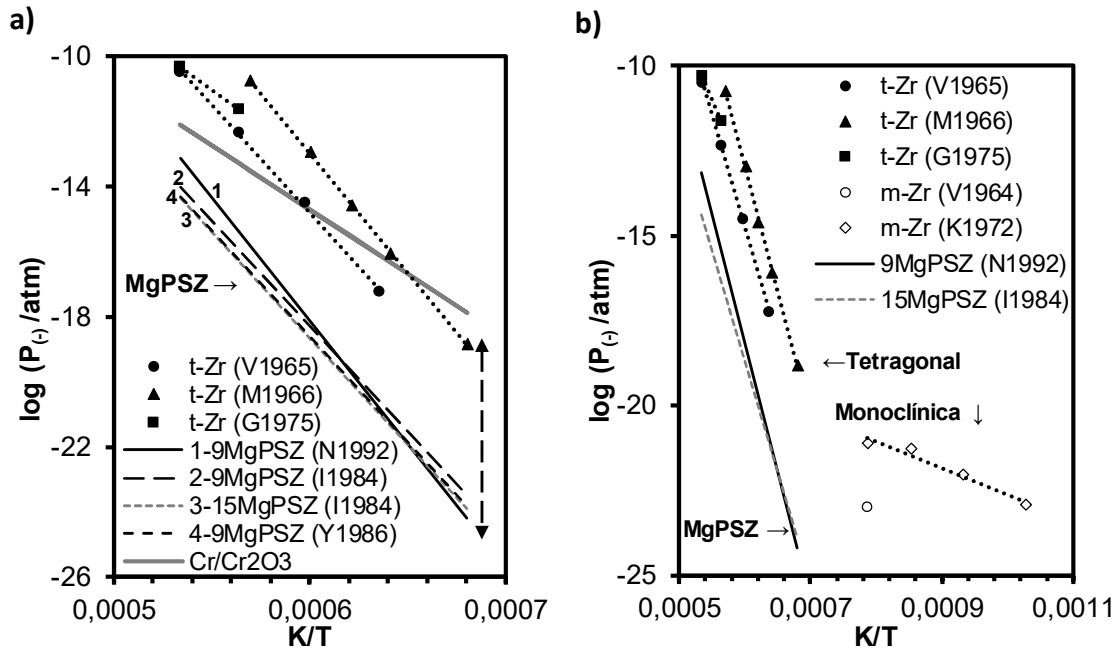 a)
log (P(-) /atm)
-10
-14
-18
-22
-26
1
2
4
3
MgPSZ →
t-Zr (V1965)
t-Zr (M1966)
t-Zr (G1975)
1-9MgPSZ (N1992)
2-9MgPSZ (I1984)
3-15MgPSZ (I1984)
4-9MgPSZ (Y1986)
Cr/Cr2O3
0,0005 0,0006 0,0007
K/T
b)
log (P(-) /atm)
-10
-15
-20
-25
t-Zr (V1965)
t-Zr (M1966)
t-Zr (G1975)
m-Zr (V1964)
m-Zr (K1972)
9MgPSZ (N1992)
15MgPSZ (I1984)
←Tetragonal
Monoclínica ↓
MgPSZ →
0,0005 0,0007 0,0009 0,0011
K/T